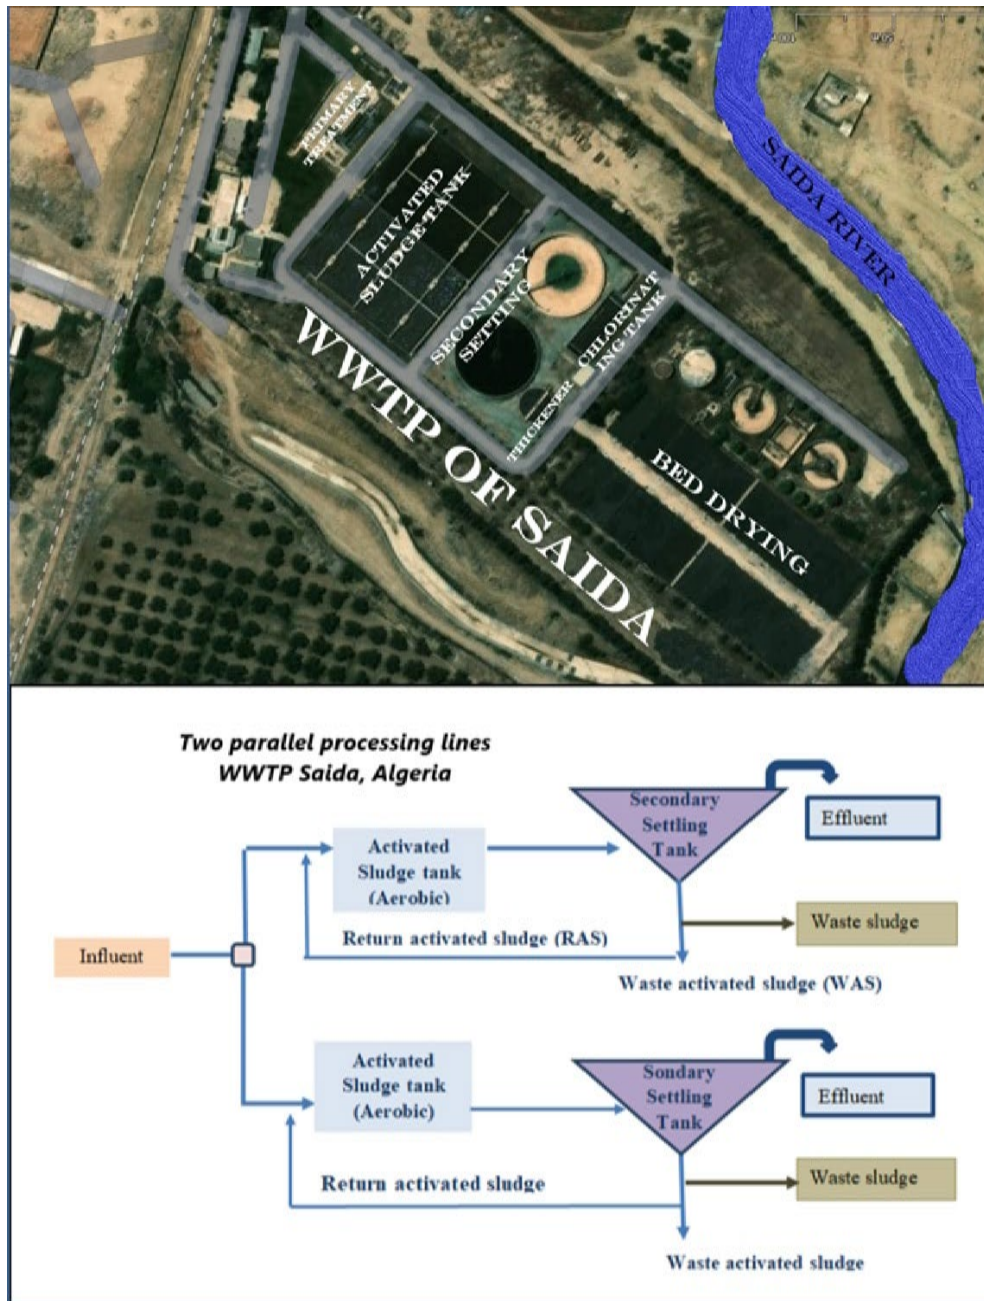 PRIMARY
TREATMENT
ACTIVATED
SLUDGE TANK
SECONDARY
SETTING
CHLORINAT
ING TANK
THICKENER
BED DRYING
SAIDA RIVER
WWTP OF SAIDA
Two parallel processing lines
WWTP Saida, Algeria
Secondary
Settling
Tank
Effluent
Activated
Sludge tank
(Aerobic)
Waste sludge
Return activated sludge (RAS)
Influent
Waste activated sludge (WAS)
Activated
Sludge tank
(Aerobic)
Sondary
Settling
Tank
Effluent
Waste sludge
Return activated sludge
Waste activated sludge